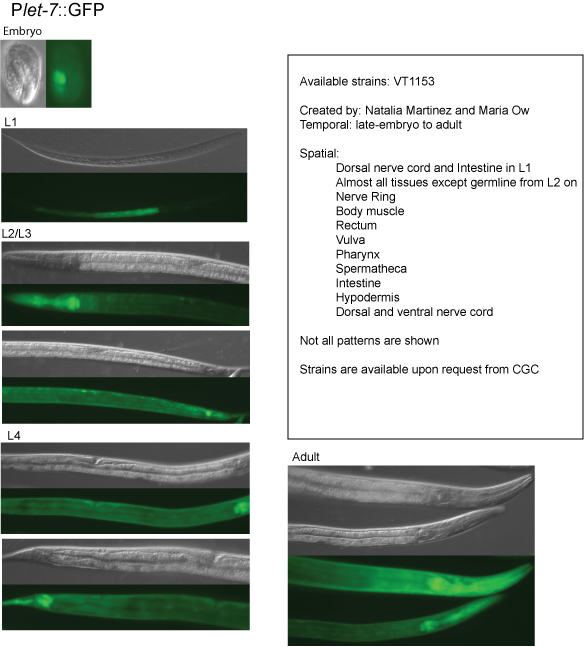 Plet-7::GFP
Embryo
L1
L2/L3
L4
Available strains: VT1153
Created by: Natalia Martinez and Maria Ow
Temporal: late-embryo to adult
Spatial:
Dorsal nerve cord and Intestine in L1
Almost all tissues except germline from L2 on
Nerve Ring
Body muscle
Rectum
Vulva
Pharynx
Spermatheca
Intestine
Hypodermis
Dorsal and ventral nerve cord
Not all patterns are shown
Strains are available upon request from CGC
Adult